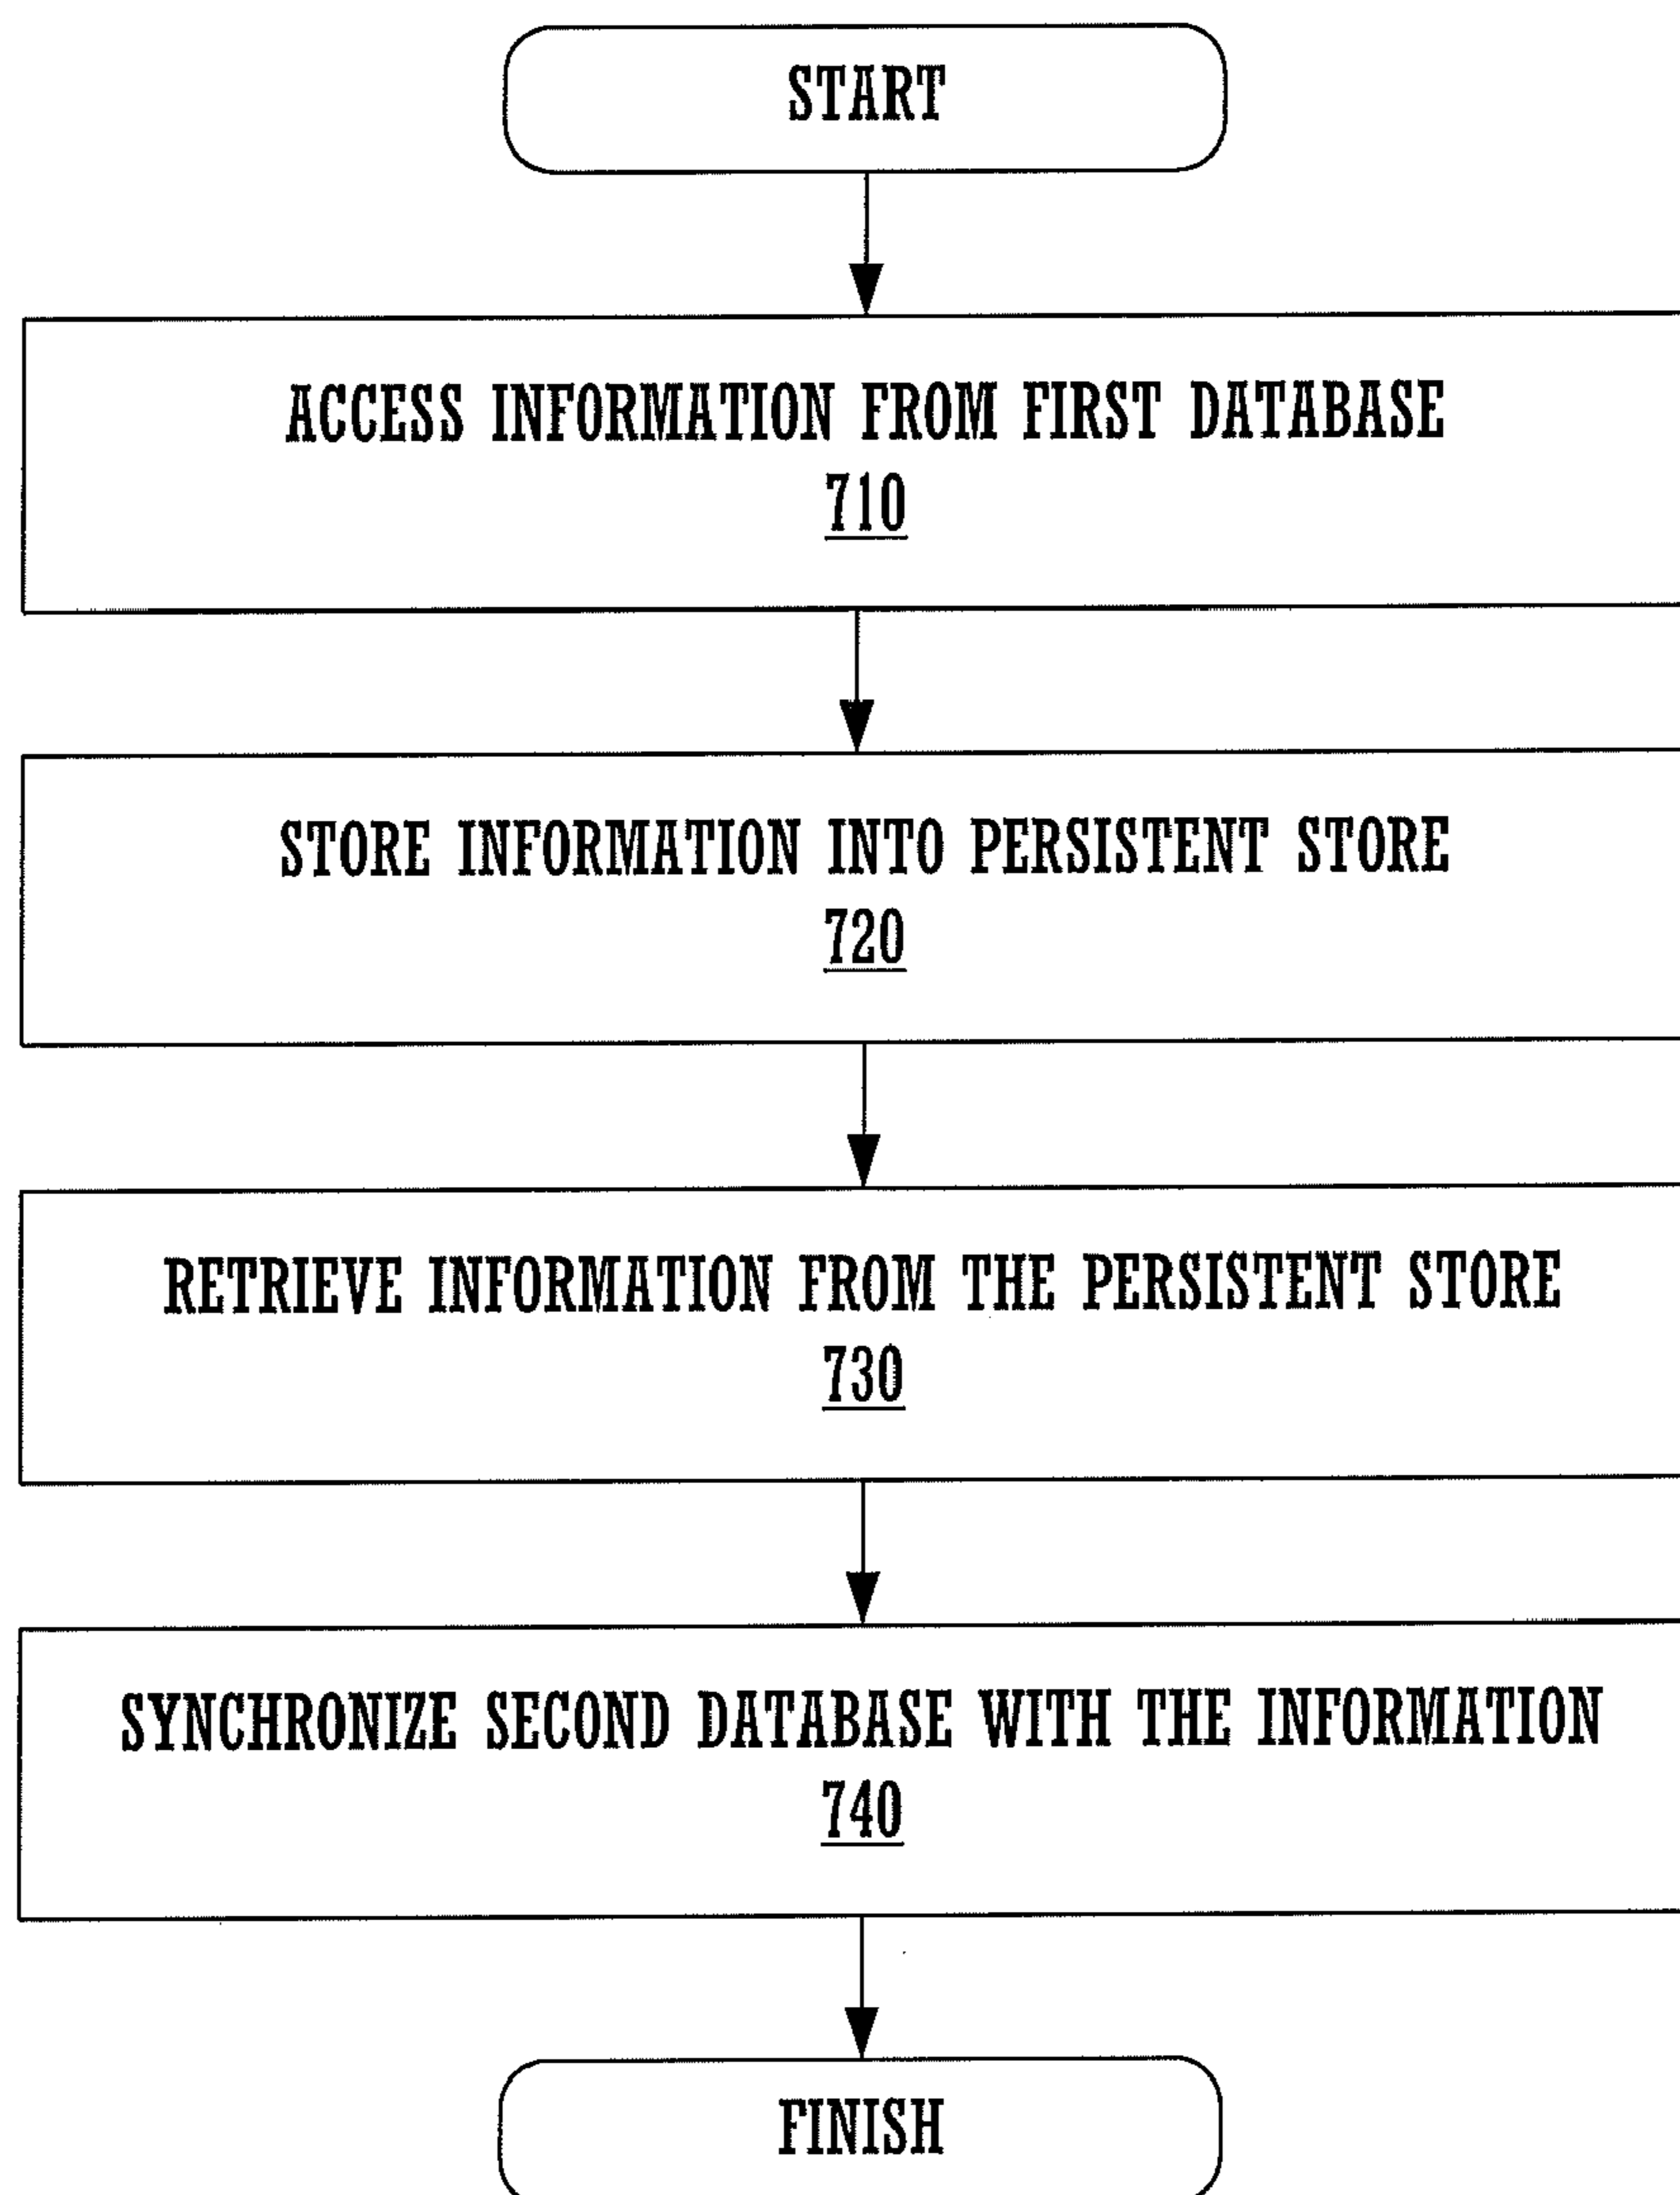 START
ACCESS INFORMATION FROM FIRST DATABASE
710
STORE INFORMATION INTO PERSISTENT STORE
720
RETRIEVE INFORMATION FROM THE PERSISTENT STORE
730
SYNCHRONIZE SECOND DATABASE WITH THE INFORMATION
740
FINISH